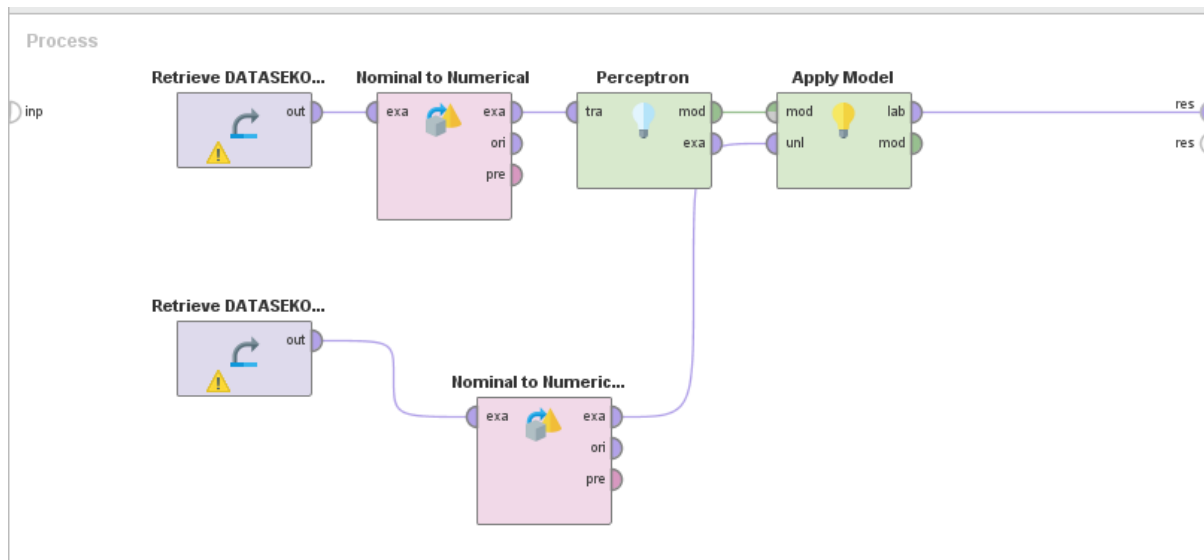 Process
Retrieve DATASEKO...
Nominal to Numerical
Perceptron
Apply Model
inp
out
exa
exa
ori
pre
tra
mod
exa
mod
unl
lab
mod
res
res
Retrieve DATASEKO...
out
Nominal to Numeric...
exa
exa
ori
pre